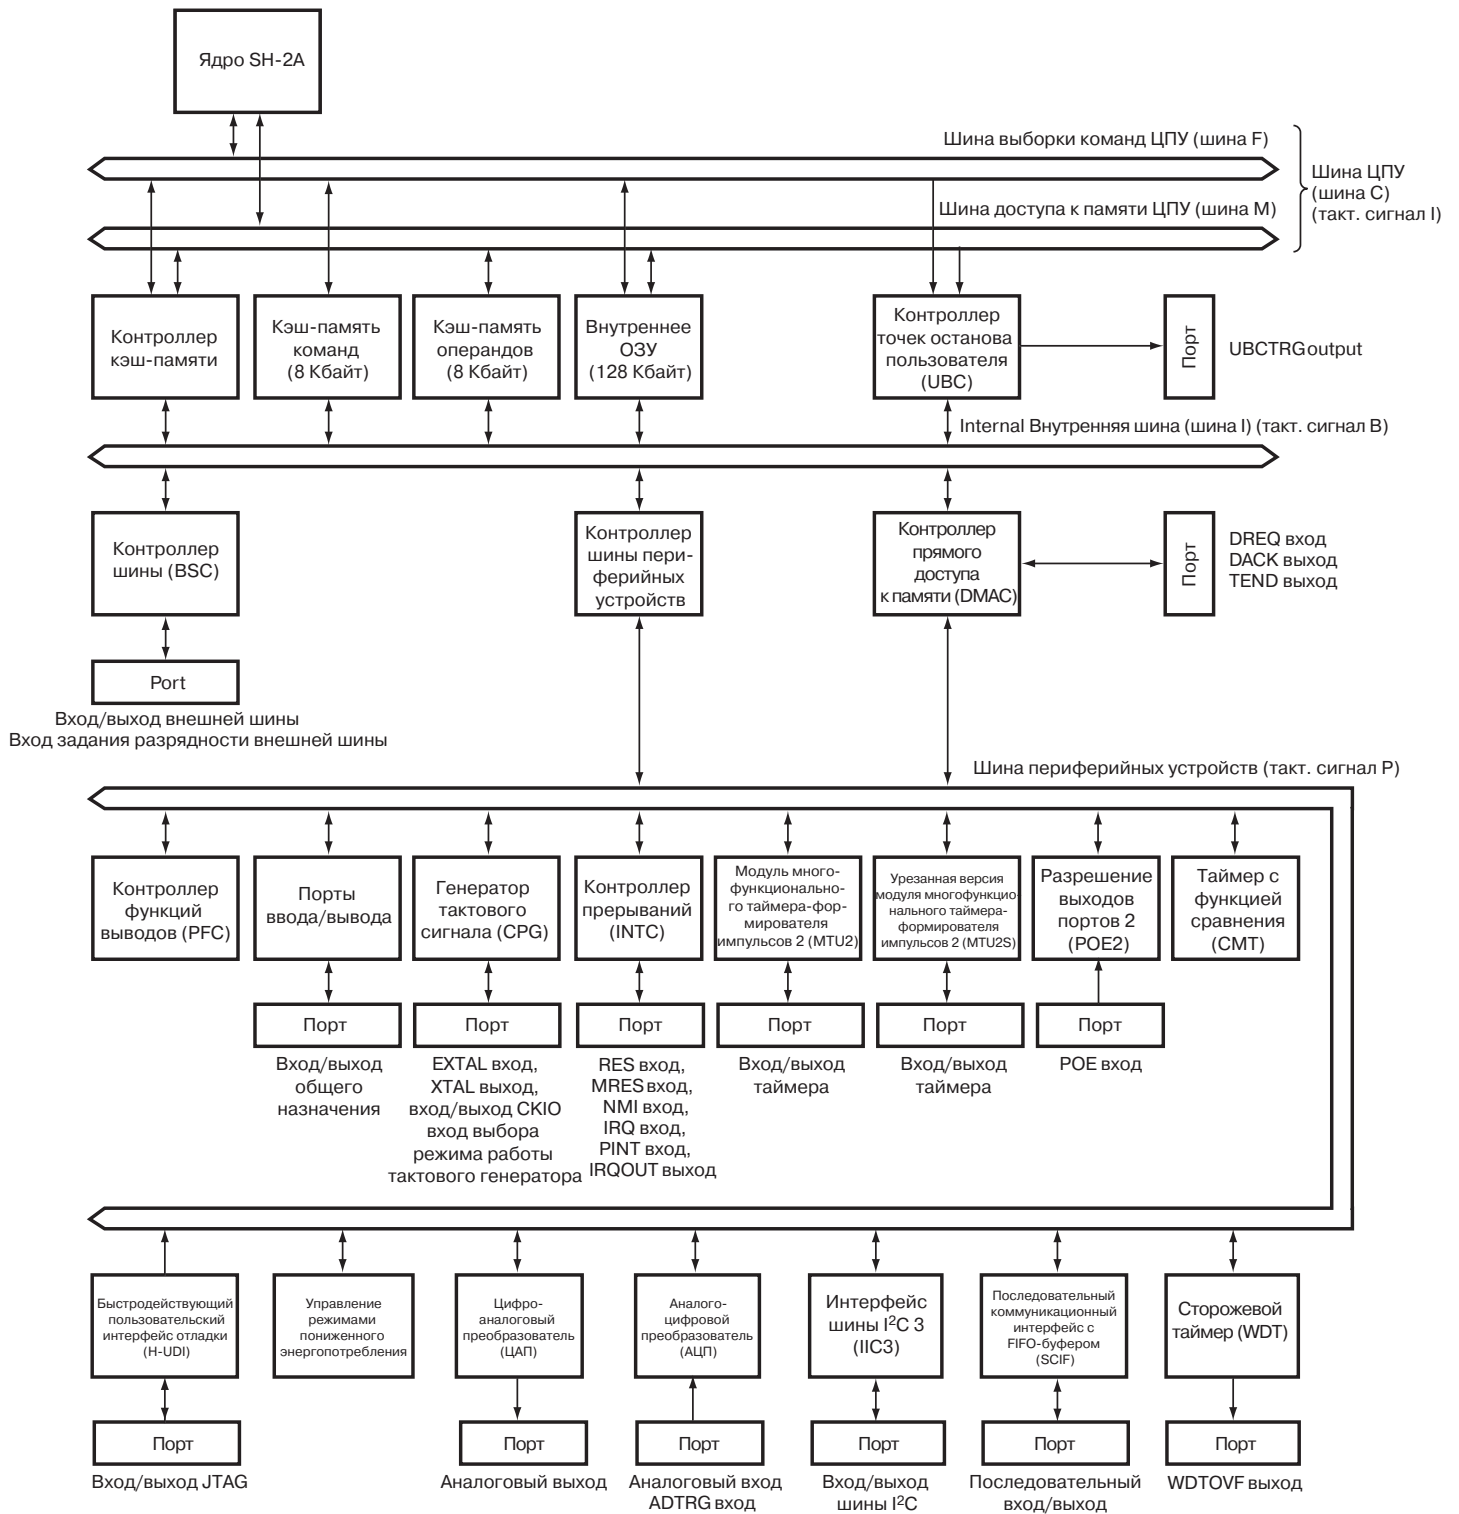 Ядро SH-2A
Шина выборки команд ЦПУ (шина F)
Шина ЦПУ
(шина C)
(такт. сигнал I)
Шина доступа к памяти ЦПУ (шина M)
Контроллер
кэш-памяти
Кэш-память
команд
(8 Кбайт)
Кэш-память
операндов
(8 Кбайт)
Внутреннее
ОЗУ
(128 Кбайт)
Контроллер
точек останова
пользователя
(UBC)
Порт
UBCTRG output
Internal Внутренняя шина (шина I) (такт. сигнал B)
Контроллер
шины (BSC)
Контроллер
шины пери-
ферийных
устройств
Контроллер
прямого
доступа
к памяти (DMAC)
Порт
DREQ вход
DACK выход
TEND выход
Port
Вход/выход внешней шины
Вход задания разрядности внешней шины
Шина периферийных устройств (такт. сигнал P)
Контроллер
функций
выводов (PFC)
Порты
ввода/вывода
Генератор
тактового
сигнала (CPG)
Контроллер
прерываний
(INTC)
Модуль много-
функционально-
го таймера-фор-
мирователя
импульсов 2 (MTU2)
Урезанная версия
модуля многофункцио-
нального таймера-
формирователя
импульсов 2 (MTU2S)
Разрешение
выходов
портов 2
(POE2)
Таймер с
функцией
сравнения
(CMT)
Порт
Вход/выход
общего
назначения
Порт
EXTAL вход,
XTAL выход,
вход/выход CKIO
вход выбора
режима работы
тактового генератора
Порт
RES вход,
MRES вход,
NMI вход,
IRQ вход,
PINT вход,
IRQOUT выход
Порт
Вход/выход
таймера
Порт
Вход/выход
таймера
Порт
POE вход
Быстродействующий
пользовательский
интерфейс отладки
(H-UDI)
Управление
режимами
пониженного
энергопотребления
Цифро-
аналоговый
преобразователь
(ЦАП)
Аналого-
цифровой
преобразователь
(АЦП)
Интерфейс
шины I²C 3
(IIC3)
Последовательный
коммуникационный
интерфейс с
FIFO-буфером
(SCIF)
Сторожевой
таймер (WDT)
Порт
Вход/выход JTAG
Порт
Аналоговый выход
Порт
Аналоговый вход
ADTRG вход
Порт
Вход/выход
шины I²C
Порт
Последовательный
вход/выход
Порт
WDTOVF выход